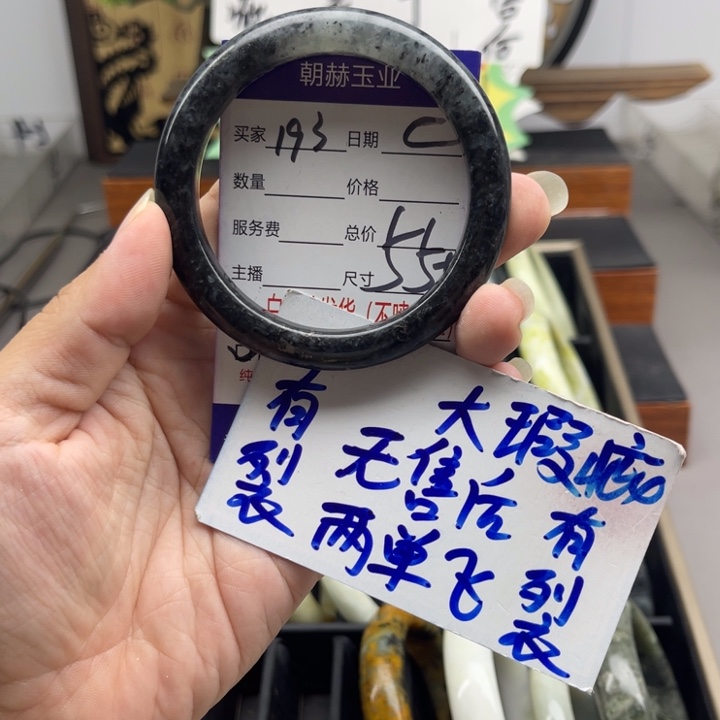 朝赫玉业
买家 193 日期 C
数量 价格
服务费 总价
主播 尺寸 55
有裂
大瑕疵
无售后
两单飞
有裂